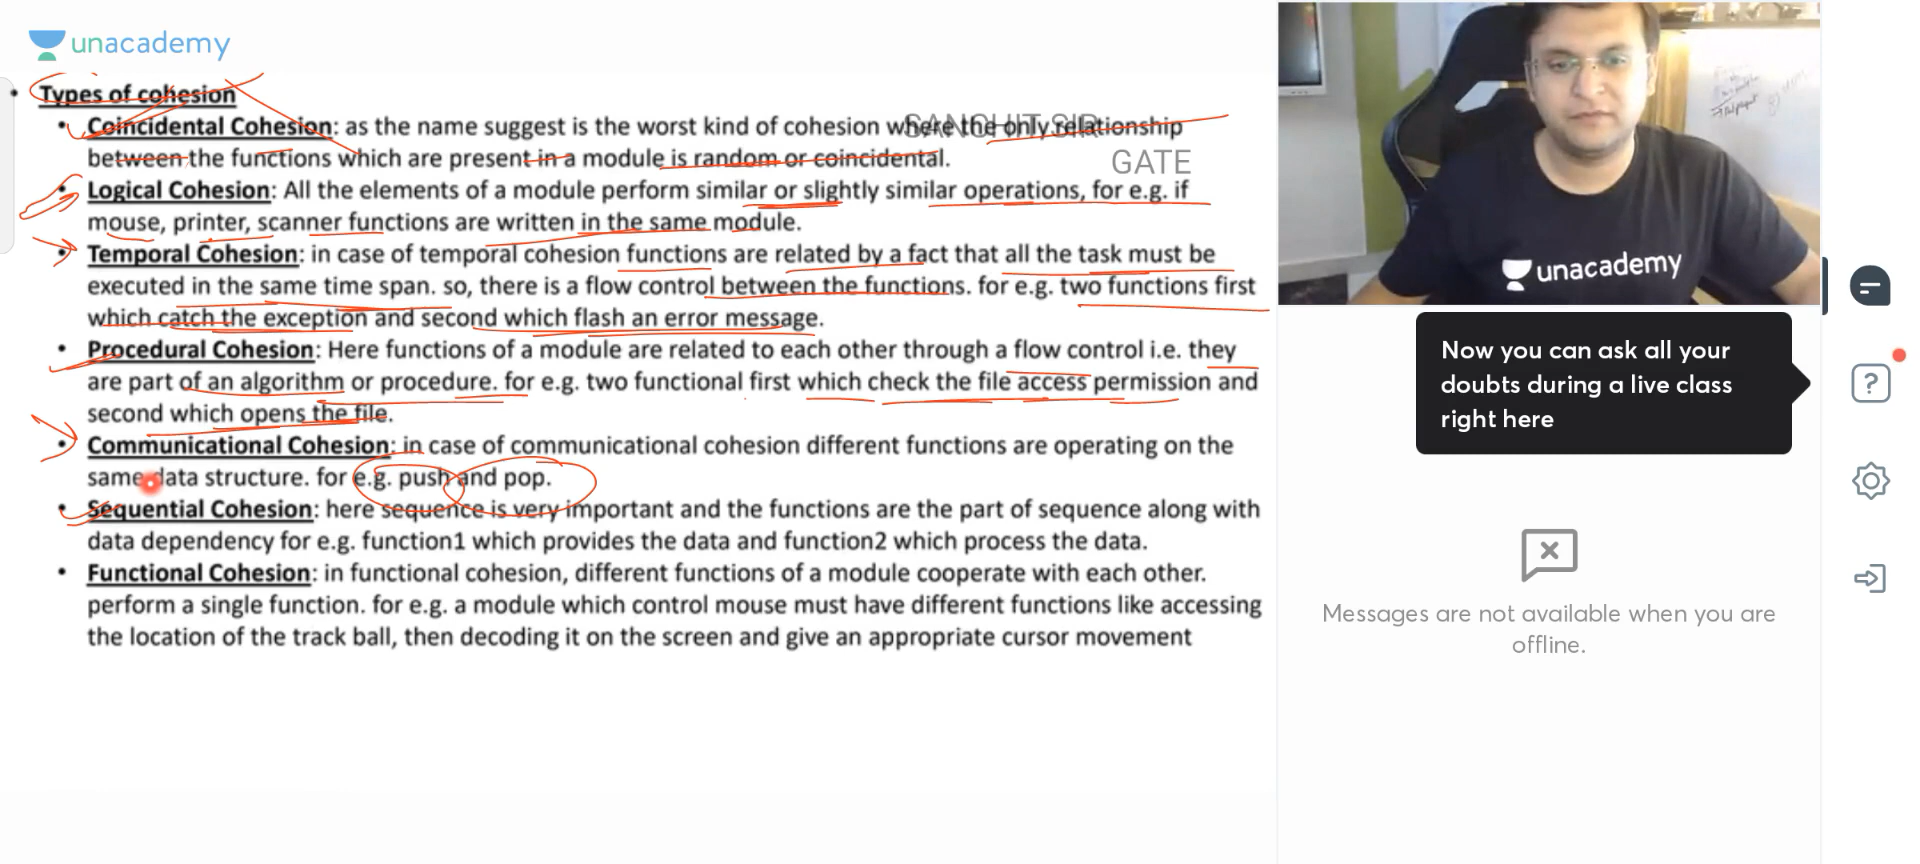 unacademy
• Types of cohesion
• Coincidental Cohesion: as the name suggest is the worst kind of cohesion where the only relationship
between the functions which are present in a module is random or coincidental.
SANCHIT SIR
GATE
• Logical Cohesion: All the elements of a module perform similar or slightly similar operations, for e.g. if
mouse, printer, scanner functions are written in the same module.
• Temporal Cohesion: in case of temporal cohesion functions are related by a fact that all the task must be
executed in the same time span. so, there is a flow control between the functions. for e.g. two functions first
which catch the exception and second which flash an error message.
• Procedural Cohesion: Here functions of a module are related to each other through a flow control i.e. they
are part of an algorithm or procedure. for e.g. two functional first which check the file access permission and
second which opens the file.
• Communicational Cohesion: in case of communicational cohesion different functions are operating on the
same data structure. for e.g. push and pop.
• Sequential Cohesion: here sequence is very important and the functions are the part of sequence along with
data dependency for e.g. function1 which provides the data and function2 which process the data.
• Functional Cohesion: in functional cohesion, different functions of a module cooperate with each other.
perform a single function. for e.g. a module which control mouse must have different functions like accessing
the location of the track ball, then decoding it on the screen and give an appropriate cursor movement
unacademy
Now you can ask all your
doubts during a live class
right here
?
Messages are not available when you are
offline.